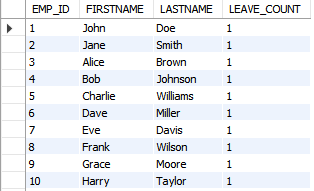 EMP_ID FIRSTNAME LASTNAME LEAVE_COUNT
1 John Doe 1
2 Jane Smith 1
3 Alice Brown 1
4 Bob Johnson 1
5 Charlie Williams 1
6 Dave Miller 1
7 Eve Davis 1
8 Frank Wilson 1
9 Grace Moore 1
10 Harry Taylor 1